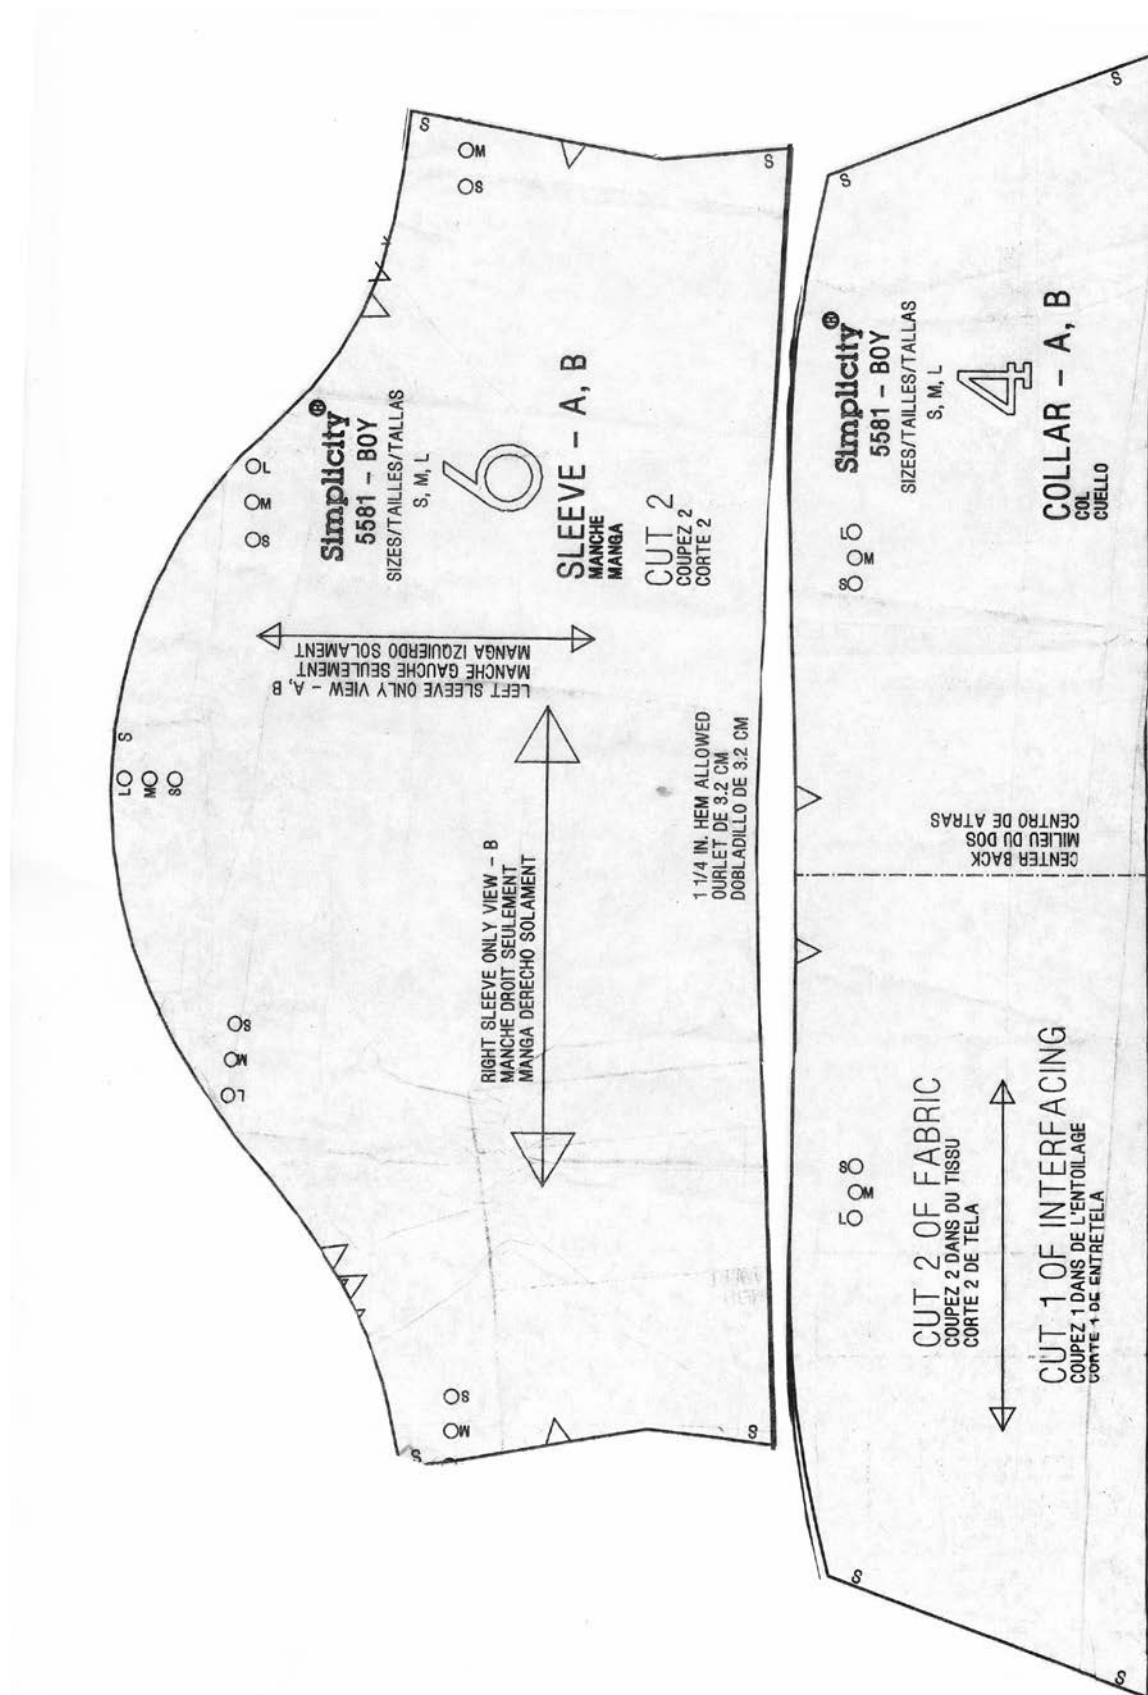 Simplicity®
5581 - BOY
SIZES/TAILLES/TALLAS
S, M, L
6
SLEEVE - A, B
MANCHE
MANGA
CUT 2
COUPEZ 2
CORTE 2
LEFT SLEEVE ONLY VIEW - A, B
MANCHE GAUCHE SEULEMENT
MANGA IZQUIERDO SOLAMENT
RIGHT SLEEVE ONLY VIEW - B
MANCHE DROIT SEULEMENT
MANGA DERECHO SOLAMENT
1 1/4 IN. HEM ALLOWED
OURLET DE 3.2 CM
DOBLADILLO DE 3.2 CM
S
M
S
S
L
M
S
S
L
M
S
S
M
L
S
M
S
S
S
Simplicity®
5581 - BOY
SIZES/TAILLES/TALLAS
S, M, L
4
COLLAR - A, B
COL
CUELLO
CENTER BACK
MILIEU DU DOS
CENTRO DE ATRAS
CUT 2 OF FABRIC
COUPEZ 2 DANS DU TISSU
CORTE 2 DE TELA
CUT 1 OF INTERFACING
COUPEZ 1 DANS DE L'ENTOILAGE
CORTE 1 DE ENTRETELA
S
S
L
M
S
S
M
L
S
S